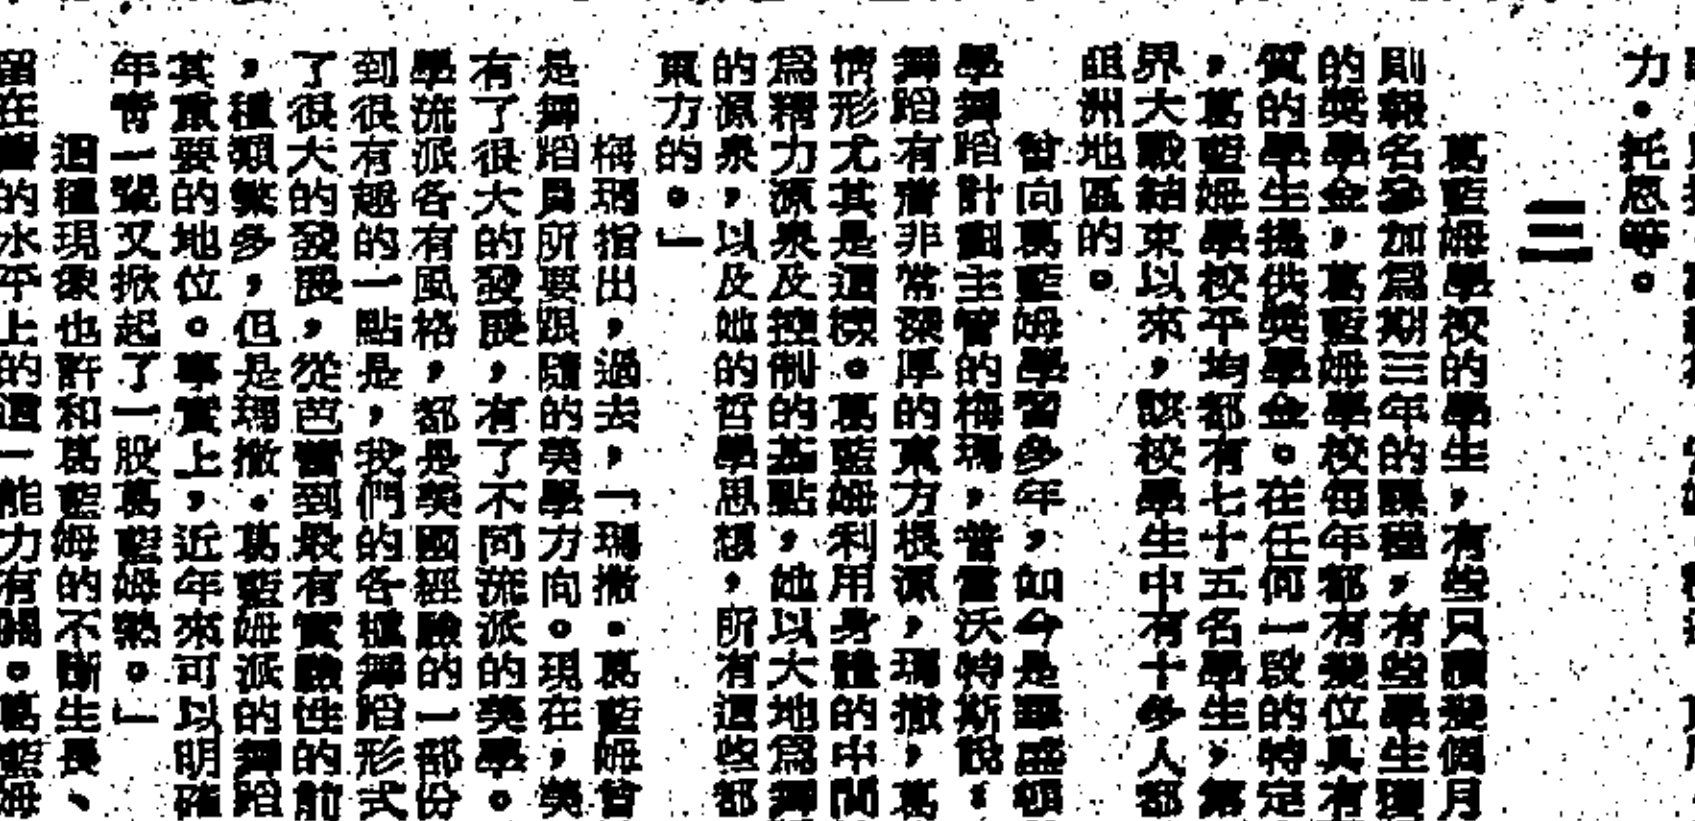 力·托恩等。
三
葛藍姆學校的學生，有些只讀幾個月
則報名參加爲期三年的課程，有些學生獲
的獎學金，葛藍姆學校每年都有幾位具有
質的學生提供獎學金。在任何一段的特定
，葛藍姆學校平均都有七十五名學生，第
界大戰結束以來，該校學生中有十多人都
亞洲地區的。
曾向葛藍姆學習多年，如今是華盛頓
學舞蹈計劃主管的梅瑪，普雷沃特斯說：
舞蹈有着非常深厚的東方根源，瑪撒，葛
情形尤其是這樣。葛藍姆利用身體的中間
爲精力源泉及控制的基點，她以大地爲舞
的源泉，以及她的哲學思想，所有這些都
東方的。」
梅瑪指出，過去，「瑪撒·葛藍姆曾
是舞蹈員所要跟隨的美學方向。現在，美
有了很大的發展，有了不同流派的美學。
學流派各有風格，都是美國經驗的一部份
到很有趣的一點是，我們的各種舞蹈形式
了很大的發展，從芭蕾到最有實驗性的前
，種類繁多，但是瑪撒·葛藍姆派的舞蹈
其重要的地位。事實上，近年來可以明確
年青一輩又掀起了一股葛藍姆熱。」
這種現象也許和葛藍姆的不斷生長、
留在 的水平上的這一能力有關。葛藍姆